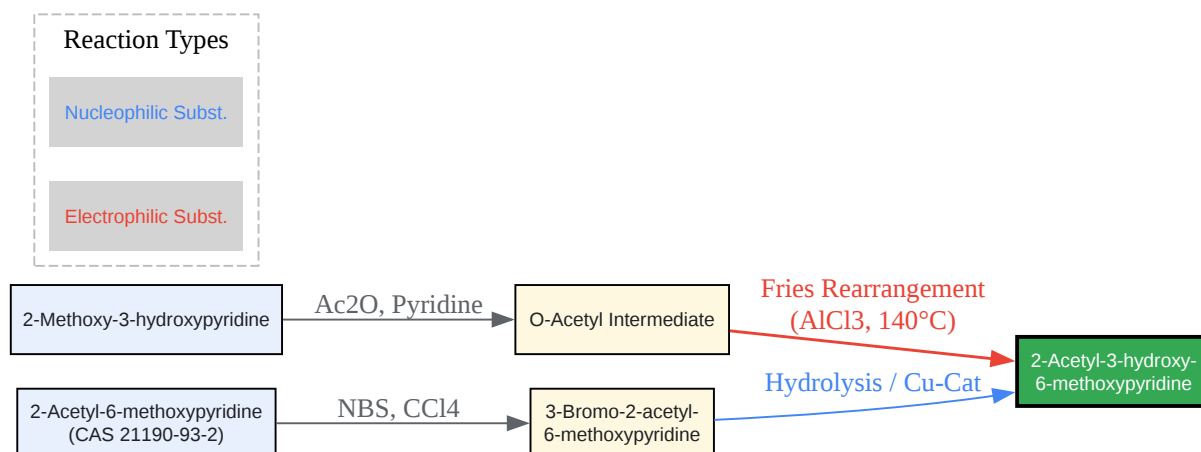 Reaction Types
Nucleophilic Subst.
Electrophilic Subst.
2-Methoxy-3-hydroxypyridine
Ac2O, Pyridine
O-Acetyl Intermediate
Fries Rearrangement
(AlCl3, 140°C)
2-Acetyl-3-hydroxy-
6-methoxypyridine
2-Acetyl-6-methoxypyridine
(CAS 21190-93-2)
NBS, CCl4
3-Bromo-2-acetyl-
6-methoxypyridine
Hydrolysis / Cu-Cat